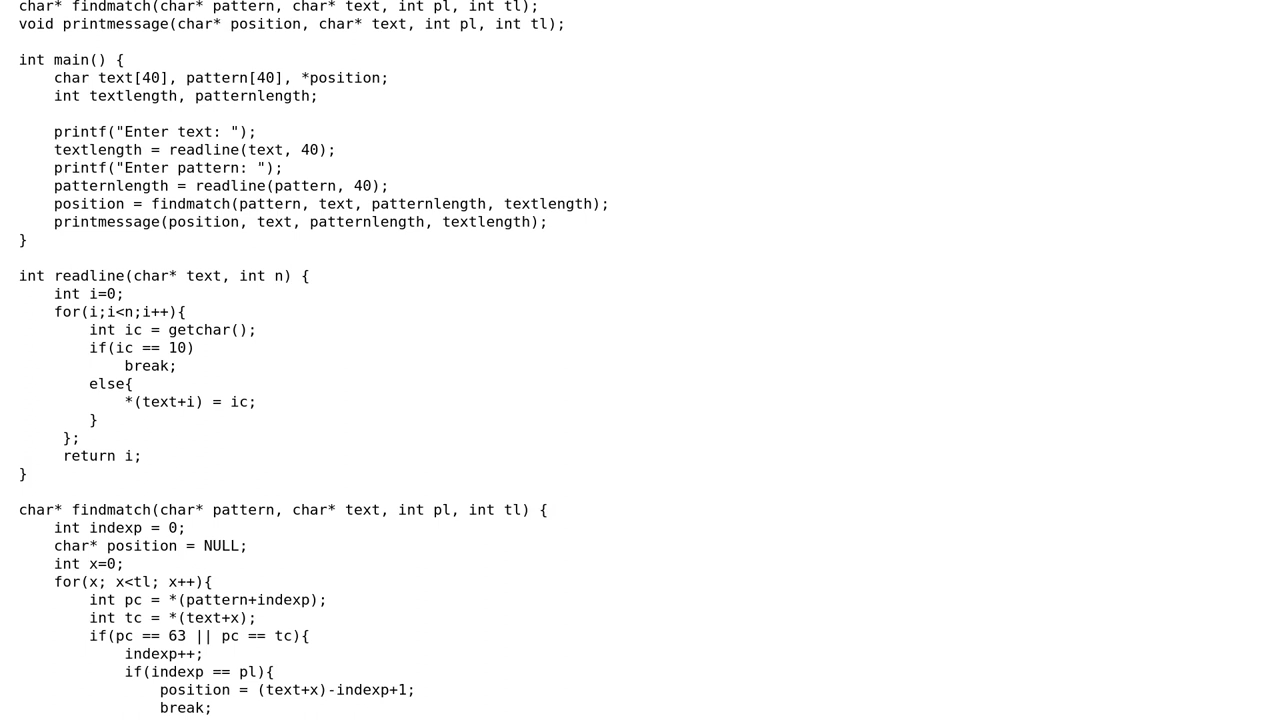 char* findmatch(char* pattern, char* text, int pl, int tl);
void printmessage(char* position, char* text, int pl, int tl);

int main() {
    char text[40], pattern[40], *position;
    int textlength, patternlength;

    printf("Enter text: ");
    textlength = readline(text, 40);
    printf("Enter pattern: ");
    patternlength = readline(pattern, 40);
    position = findmatch(pattern, text, patternlength, textlength);
    printmessage(position, text, patternlength, textlength);
}

int readline(char* text, int n) {
    int i=0;
    for(i;i<n;i++){
        int ic = getchar();
        if(ic == 10)
            break;
        else{
            *(text+i) = ic;
        }
     };
     return i;
}

char* findmatch(char* pattern, char* text, int pl, int tl) {
    int indexp = 0;
    char* position = NULL;
    int x=0;
    for(x; x<tl; x++){
        int pc = *(pattern+indexp);
        int tc = *(text+x);
        if(pc == 63 || pc == tc){
            indexp++;
            if(indexp == pl){
                position = (text+x)-indexp+1;
                break;